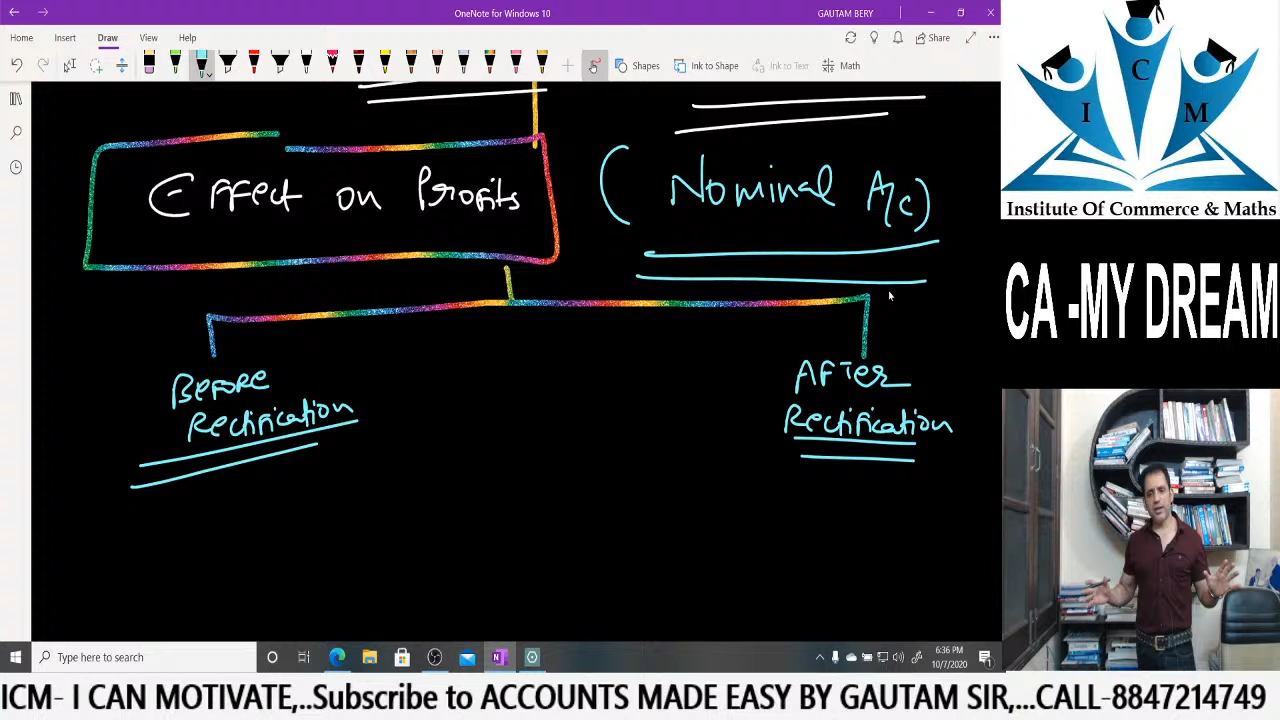 OneNote for Windows 10
GAUTAM BERY
Home Insert Draw View Help
Share
Shapes Ink to Shape Ink to Text Math
Effect on Profits
(Nominal A/c)
Before
Rectification
After
Rectification
I C M
Institute Of Commerce & Maths
CA -MY DREAM
Type here to search
6:36 PM
10/7/2020
ICM- I CAN MOTIVATE,..Subscribe to ACCOUNTS MADE EASY BY GAUTAM SIR,...CALL-8847214749